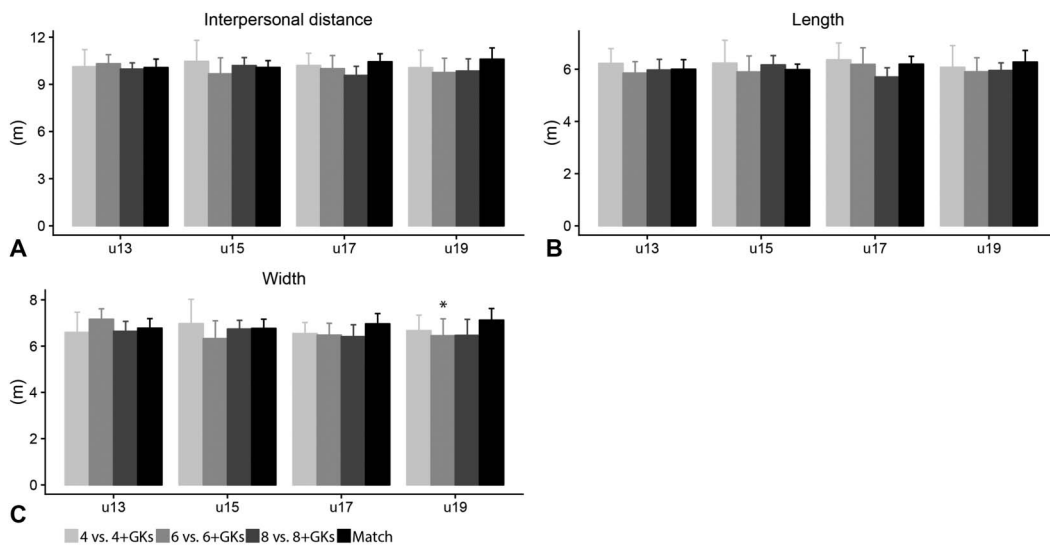 Interpersonal distance
12
9
6
3
0
(m)
u13 u15 u17 u19
A
Length
6
4
2
0
(m)
u13 u15 u17 u19
B
Width
8
6
4
2
0
(m)
*
u13 u15 u17 u19
C
4 vs. 4+GKs 6 vs. 6+GKs 8 vs. 8+GKs Match